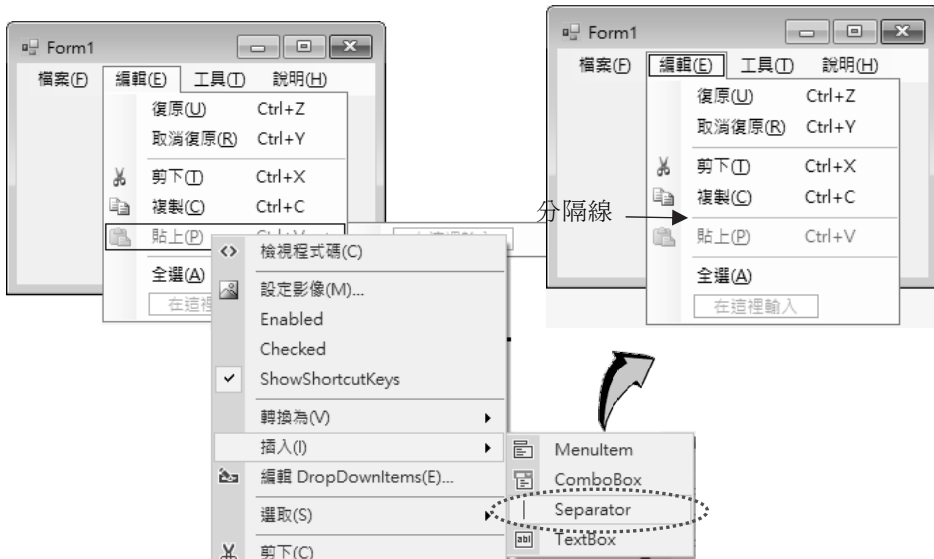 Form1
檔案(F) 編輯(E) 工具(T) 說明(H)
復原(U) Ctrl+Z
取消復原(R) Ctrl+Y
剪下(T) Ctrl+X
複製(C) Ctrl+C
貼上(P)
全選(A)
在這裡
檢視程式碼(C)
設定影像(M)...
Enabled
Checked
ShowShortcutKeys
轉換為(V)
插入(I)
編輯 DropDownItems(E)...
選取(S)
剪下(C)
MenuItem
ComboBox
Separator
TextBox
Form1
檔案(F) 編輯(E) 工具(T) 說明(H)
復原(U) Ctrl+Z
取消復原(R) Ctrl+Y
剪下(T) Ctrl+X
複製(C) Ctrl+C
分隔線
貼上(P) Ctrl+V
全選(A)
在這裡輸入